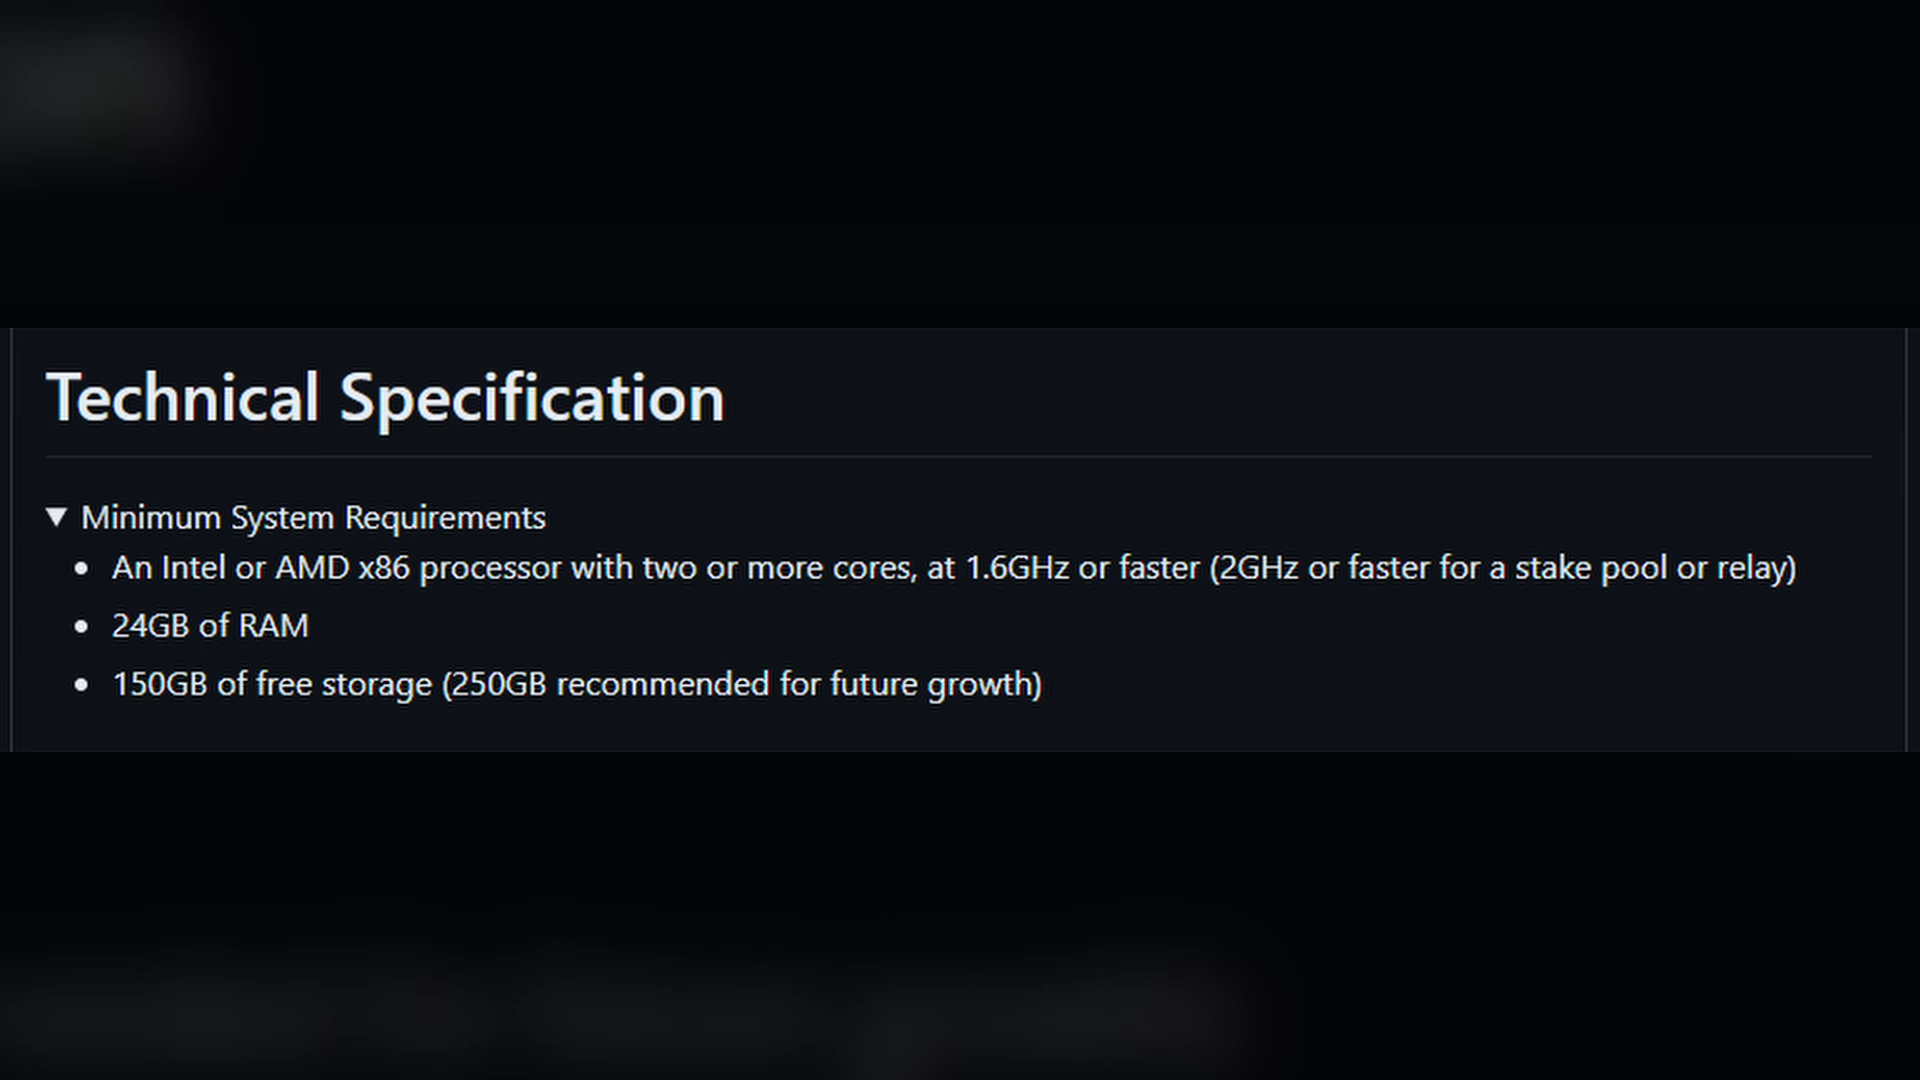 Technical Specification
▼ Minimum System Requirements
• An Intel or AMD x86 processor with two or more cores, at 1.6GHz or faster (2GHz or faster for a stake pool or relay)
• 24GB of RAM
• 150GB of free storage (250GB recommended for future growth)